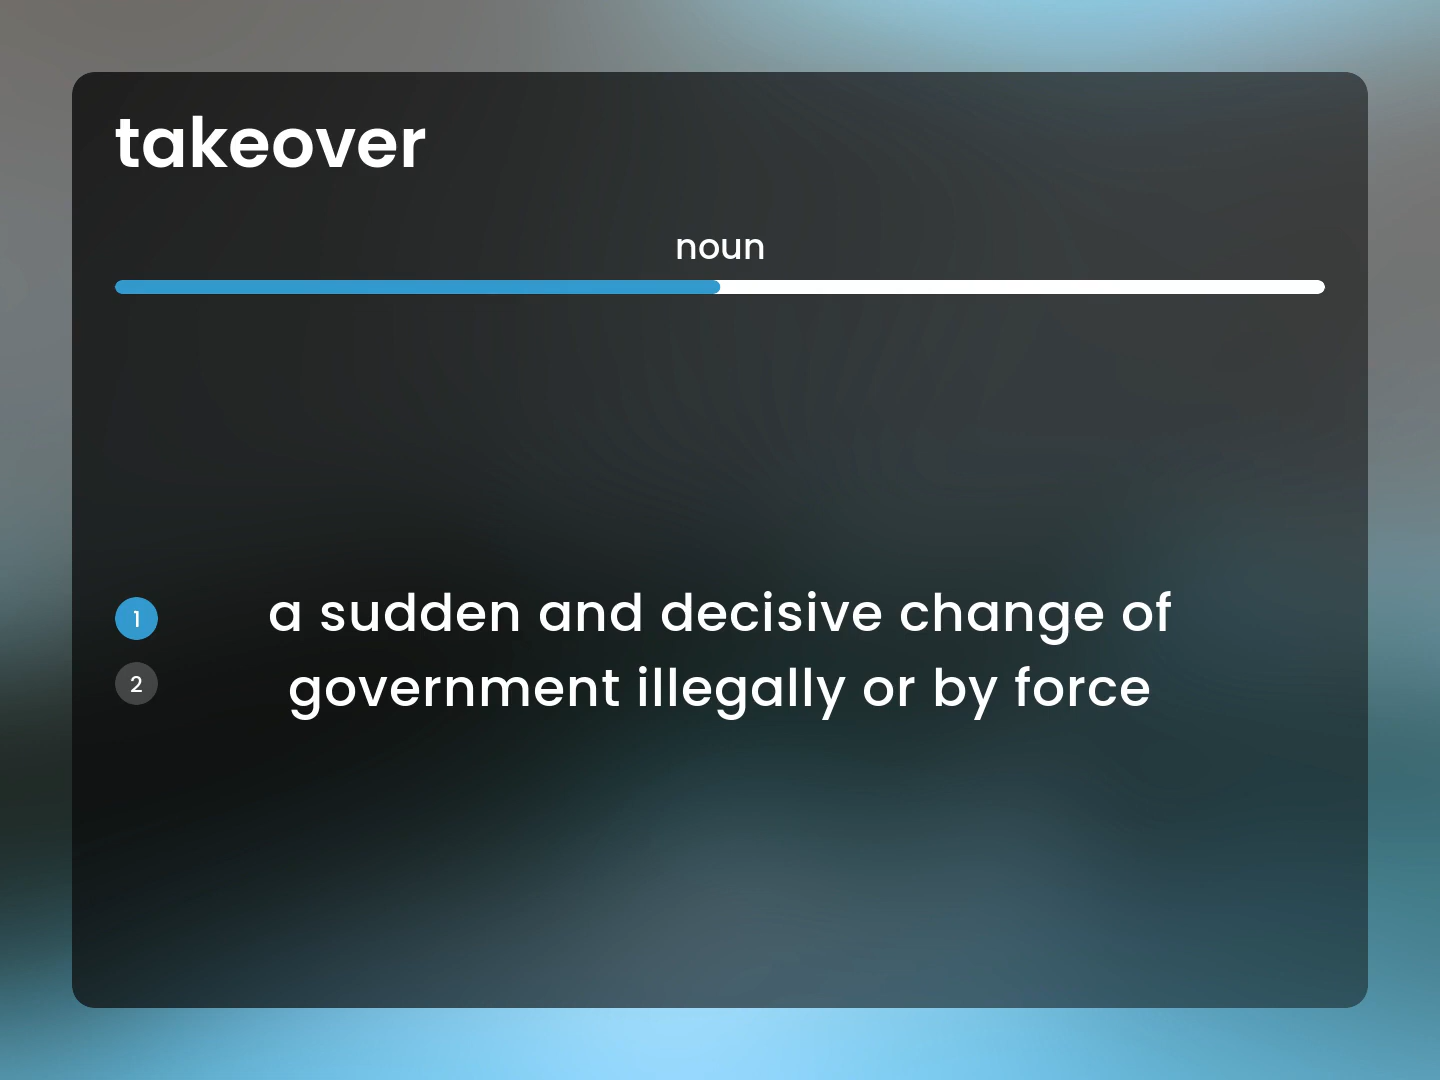 takeover
noun
1
a sudden and decisive change of
2
government illegally or by force